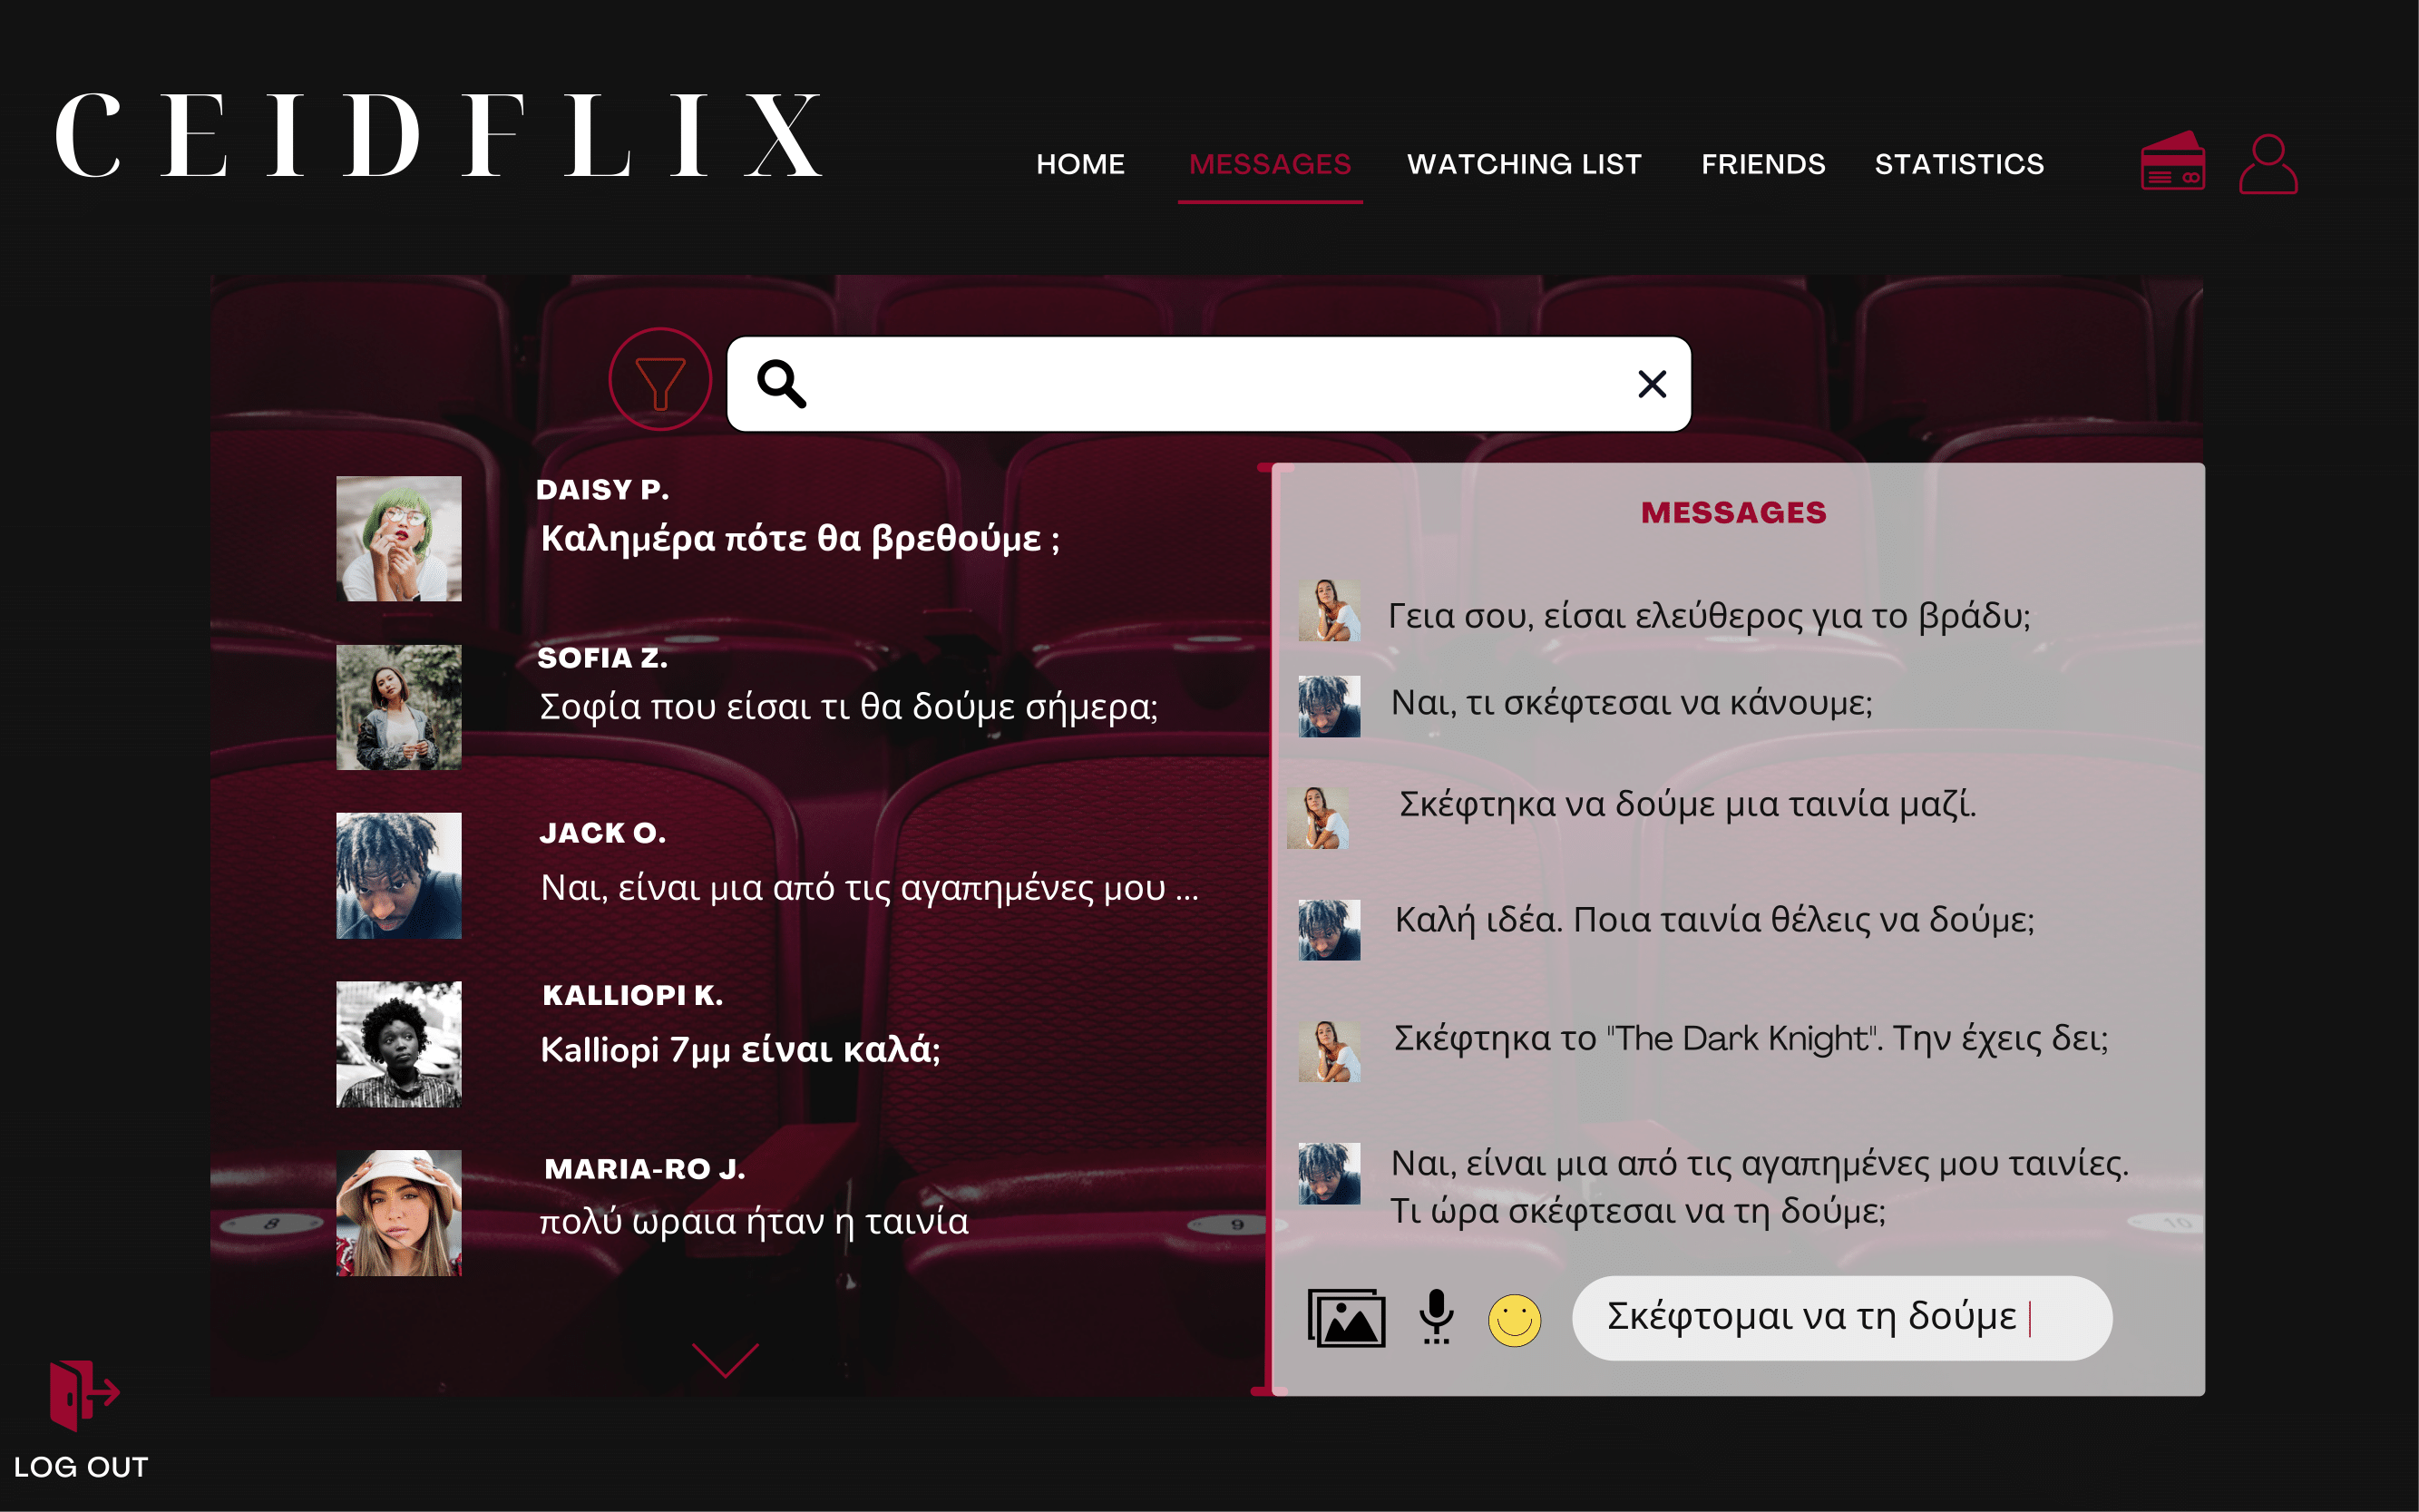 CEIDFLIX
HOME MESSAGES WATCHING LIST FRIENDS STATISTICS
DAISY P.
Καλημέρα πότε θα βρεθούμε ;
SOFIA Z.
Σοφία που είσαι τι θα δούμε σήμερα;
JACK O.
Ναι, είναι μια από τις αγαπημένες μου ...
KALLIOPI K.
Kalliopi 7μμ είναι καλά;
MARIA-RO J.
πολύ ωραια ήταν η ταινία
8
9
MESSAGES
Γεια σου, είσαι ελεύθερος για το βράδυ;
Ναι, τι σκέφτεσαι να κάνουμε;
Σκέφτηκα να δούμε μια ταινία μαζί.
Καλή ιδέα. Ποια ταινία θέλεις να δούμε;
Σκέφτηκα το "The Dark Knight". Την έχεις δει;
Ναι, είναι μια από τις αγαπημένες μου ταινίες.
Τι ώρα σκέφτεσαι να τη δούμε;
10
Σκέφτομαι να τη δούμε
LOG OUT